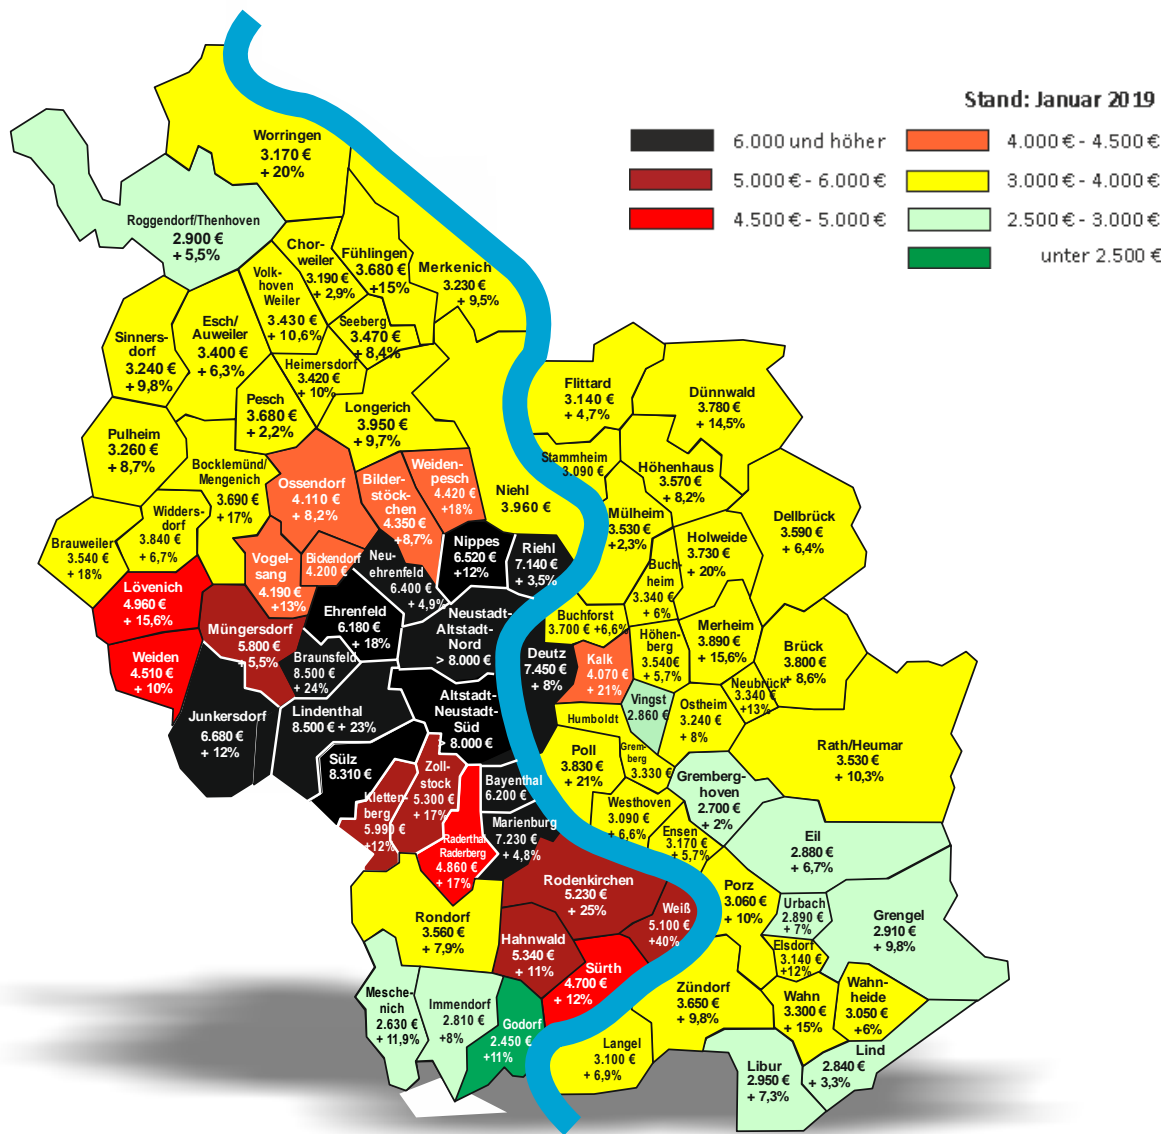 Stand: Januar 2019
6.000 und höher
4.000 € - 4.500 €
5.000 € - 6.000 €
3.000 € - 4.000 €
4.500 € - 5.000 €
2.500 € - 3.000 €
unter 2.500 €
Worringen
3.170 €
+ 20%
Roggendorf/Thenhoven
2.900 €
+ 5,5%
Chor-
weiler
3.190 €
+ 2,9%
Fühlingen
3.680 €
+15%
Merkenich
3.230 €
+ 9,5%
Volk-
hoven
Weiler
3.430 €
+ 10,6%
Seeberg
3.470 €
+ 8,4%
Sinners-
dorf
3.240 €
+ 9,8%
Esch/
Auweiler
3.400 €
+ 6,3%
Heimersdorf
3.420 €
+ 10%
Pesch
3.680 €
+ 2,2%
Longerich
3.950 €
+ 9,7%
Pulheim
3.260 €
+ 8,7%
Bocklemünd/
Mengenich
3.690 €
+ 17%
Ossendorf
4.110 €
+ 8,2%
Bilder-
stöck-
chen
4.350 €
+8,7%
Weiden-
pesch
4.420 €
+18%
Niehl
3.960 €
Flittard
3.140 €
+ 4,7%
Dünnwald
3.780 €
+ 14,5%
Stammheim
3.090 €
Höhenhaus
3.570 €
+ 8,2%
Mülheim
3.530 €
+2,3%
Dellbrück
3.590 €
+ 6,4%
Holweide
3.730 €
+ 20%
Buch-
heim
3.340 €
+ 6%
Widders-
dorf
3.840 €
+ 6,7%
Brauweiler
3.540 €
+ 18%
Vogel-
sang
4.190 €
+13%
Bickendorf
4.200 €
Neu-
ehrenfeld
6.400 €
+ 4,9%
Nippes
6.520 €
+12%
Riehl
7.140 €
+ 3,5%
Lövenich
4.960 €
+ 15,6%
Müngersdorf
5.800 €
+5,5%
Ehrenfeld
6.180 €
+ 18%
Neustadt-
Altstadt-
Nord
> 8.000 €
Buchforst
3.700 € +6,6%
Merheim
3.890 €
+ 15,6%
Brück
3.800 €
+ 8,6%
Höhen-
berg
3.540€
+ 5,7%
Weiden
4.510 €
+ 10%
Braunsfeld
8.500 €
+ 24%
Deutz
7.450 €
+ 8%
Kalk
4.070 €
+ 21%
Neubrück
3.340 €
+13%
Vingst
2.860 €
Ostheim
3.240 €
+ 8%
Junkersdorf
6.680 €
+ 12%
Lindenthal
8.500 € + 23%
Altstadt-
Neustadt-
Süd
> 8.000 €
Humboldt
Rath/Heumar
3.530 €
+ 10,3%
Sülz
8.310 €
Zoll-
stock
5.300 €
+ 17%
Bayenthal
6.200 €
Poll
3.830 €
+ 21%
Grem-
berg
3.330 €
Gremberg-
hoven
2.700 €
+ 2%
Kletten-
berg
5.990 €
+12%
Raderthal
Raderberg
4.860 €
+ 17%
Marienburg
7.230 €
+ 4,8%
Westhoven
3.090 €
+ 6,6%
Ensen
3.170 €
+ 5,7%
Eil
2.880 €
+ 6,7%
Rodenkirchen
5.230 €
+ 25%
Weiß
5.100 €
+40%
Porz
3.060 €
+ 10%
Urbach
2.890 €
+ 7%
Grengel
2.910 €
+ 9,8%
Rondorf
3.560 €
+ 7,9%
Hahnwald
5.340 €
+ 11%
Elsdorf
3.140 €
+12%
Sürth
4.700 €
+ 12%
Zündorf
3.650 €
+ 9,8%
Wahn
3.300 €
+ 15%
Wahn-
heide
3.050 €
+6%
Mesche-
nich
2.630 €
+ 11,9%
Immendorf
2.810 €
+8%
Godorf
2.450 €
+11%
Langel
3.100 €
+ 6,9%
Libur
2.950 €
+ 7,3%
Lind
2.840 €
+ 3,3%